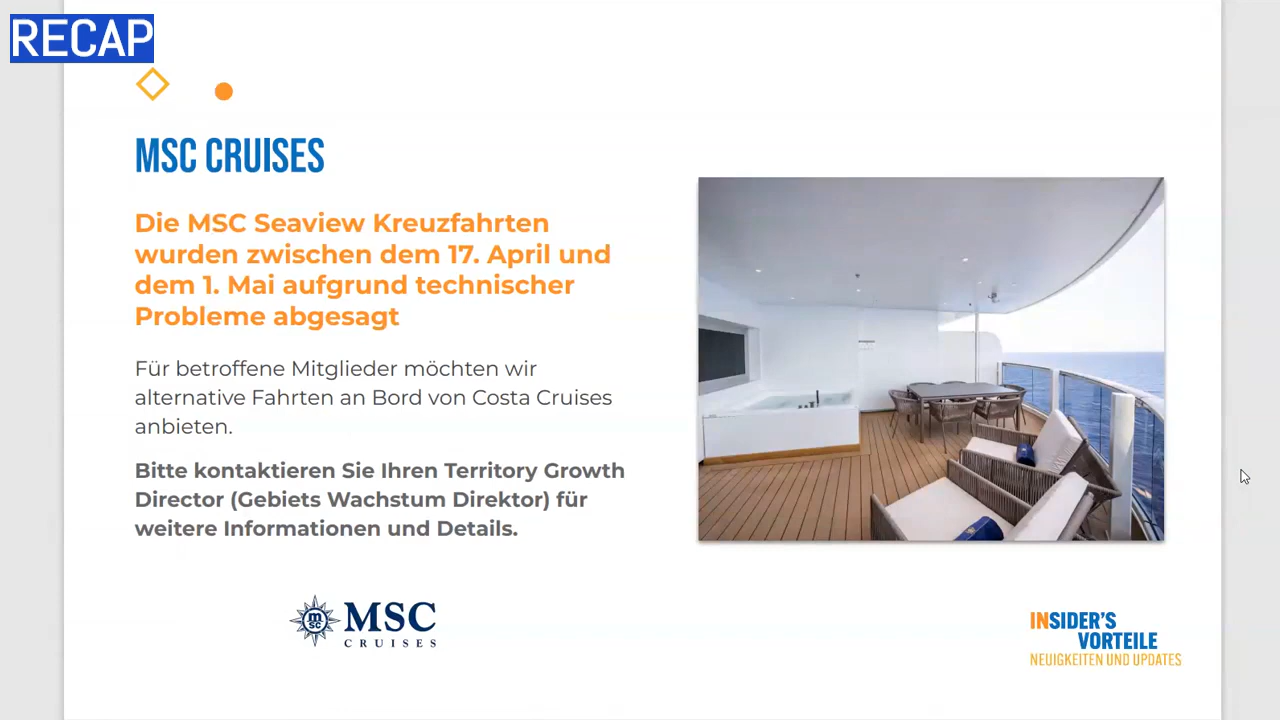 RECAP
MSC CRUISES
Die MSC Seaview Kreuzfahrten
wurden zwischen dem 17. April und
dem 1. Mai aufgrund technischer
Probleme abgesagt
Für betroffene Mitglieder möchten wir
alternative Fahrten an Bord von Costa Cruises
anbieten.
Bitte kontaktieren Sie Ihren Territory Growth
Director (Gebiets Wachstum Direktor) für
weitere Informationen und Details.
msc MSC
CRUISES
INSIDER'S
VORTEILE
NEUIGKEITEN UND UPDATES